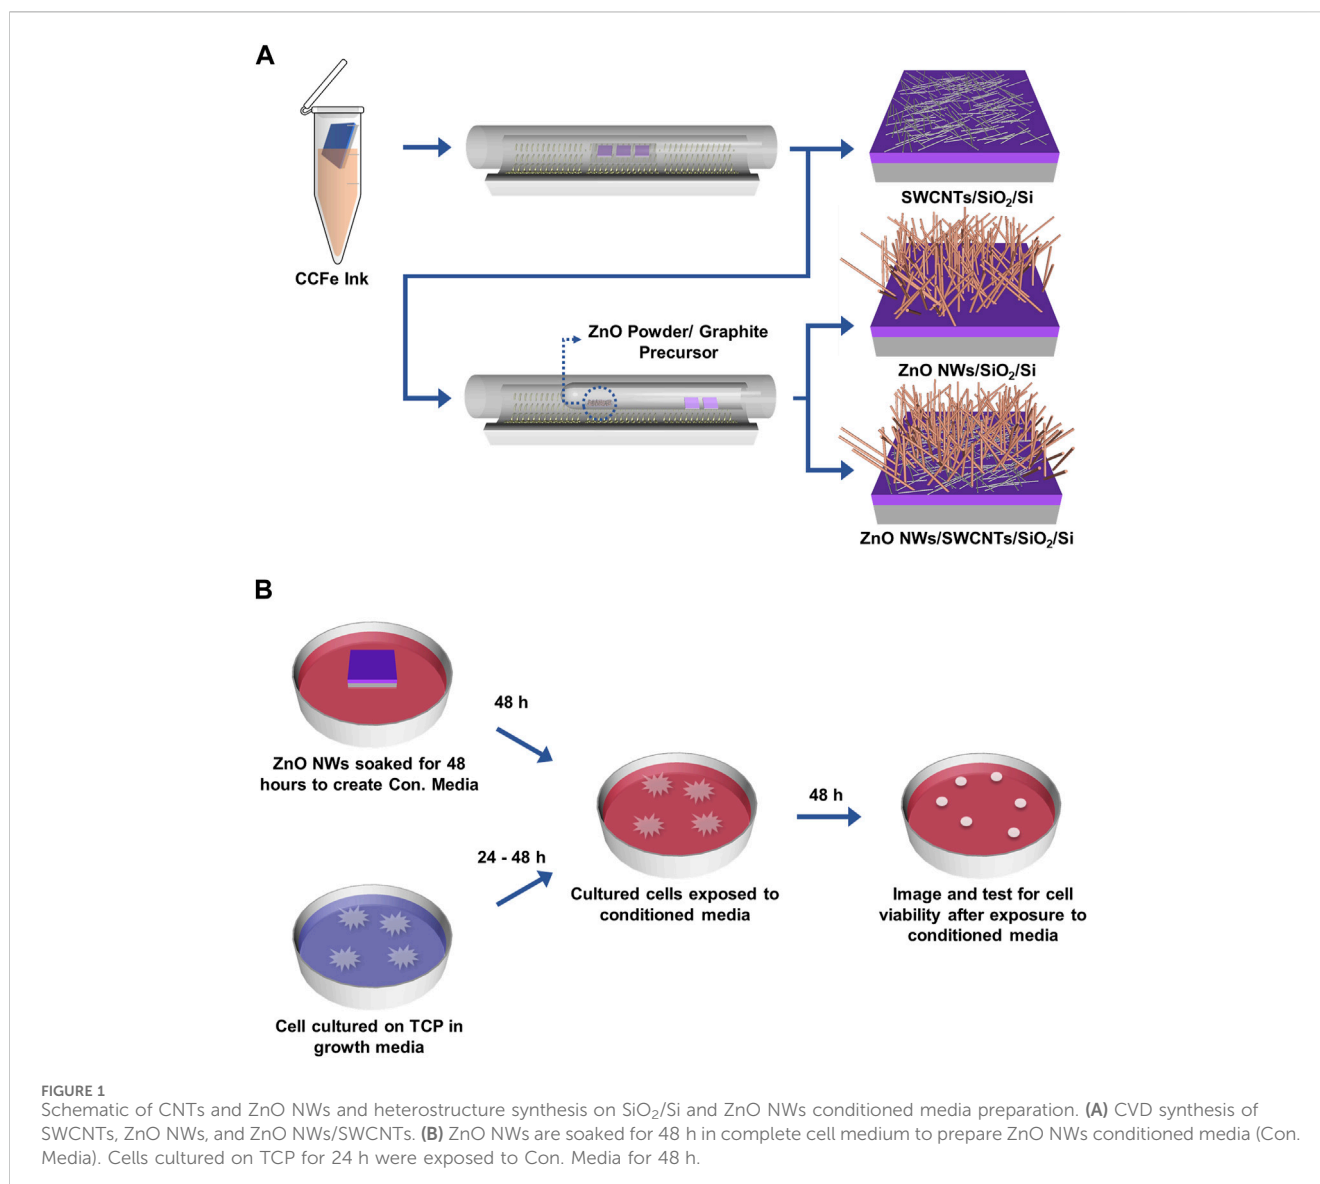 A
CCFe Ink
SWCNTs/SiO₂/Si
ZnO Powder/ Graphite
Precursor
ZnO NWs/SiO₂/Si
ZnO NWs/SWCNTs/SiO₂/Si
B
48 h
ZnO NWs soaked for 48
hours to create Con. Media
24 - 48 h
Cell cultured on TCP in
growth media
Cultured cells exposed to
conditioned media
48 h
Image and test for cell
viability after exposure to
conditioned media
FIGURE 1
Schematic of CNTs and ZnO NWs and heterostructure synthesis on SiO₂/Si and ZnO NWs conditioned media preparation. (A) CVD synthesis of
SWCNTs, ZnO NWs, and ZnO NWs/SWCNTs. (B) ZnO NWs are soaked for 48 h in complete cell medium to prepare ZnO NWs conditioned media (Con.
Media). Cells cultured on TCP for 24 h were exposed to Con. Media for 48 h.